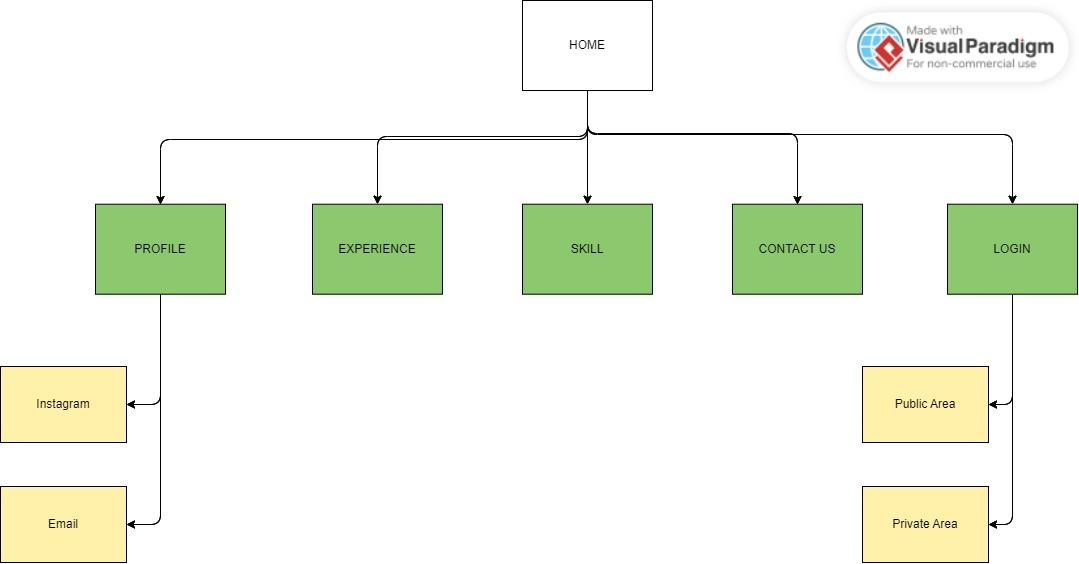 HOME
Made with
Visual Paradigm
For non-commercial use
PROFILE
EXPERIENCE
SKILL
CONTACT US
LOGIN
Instagram
Public Area
Email
Private Area